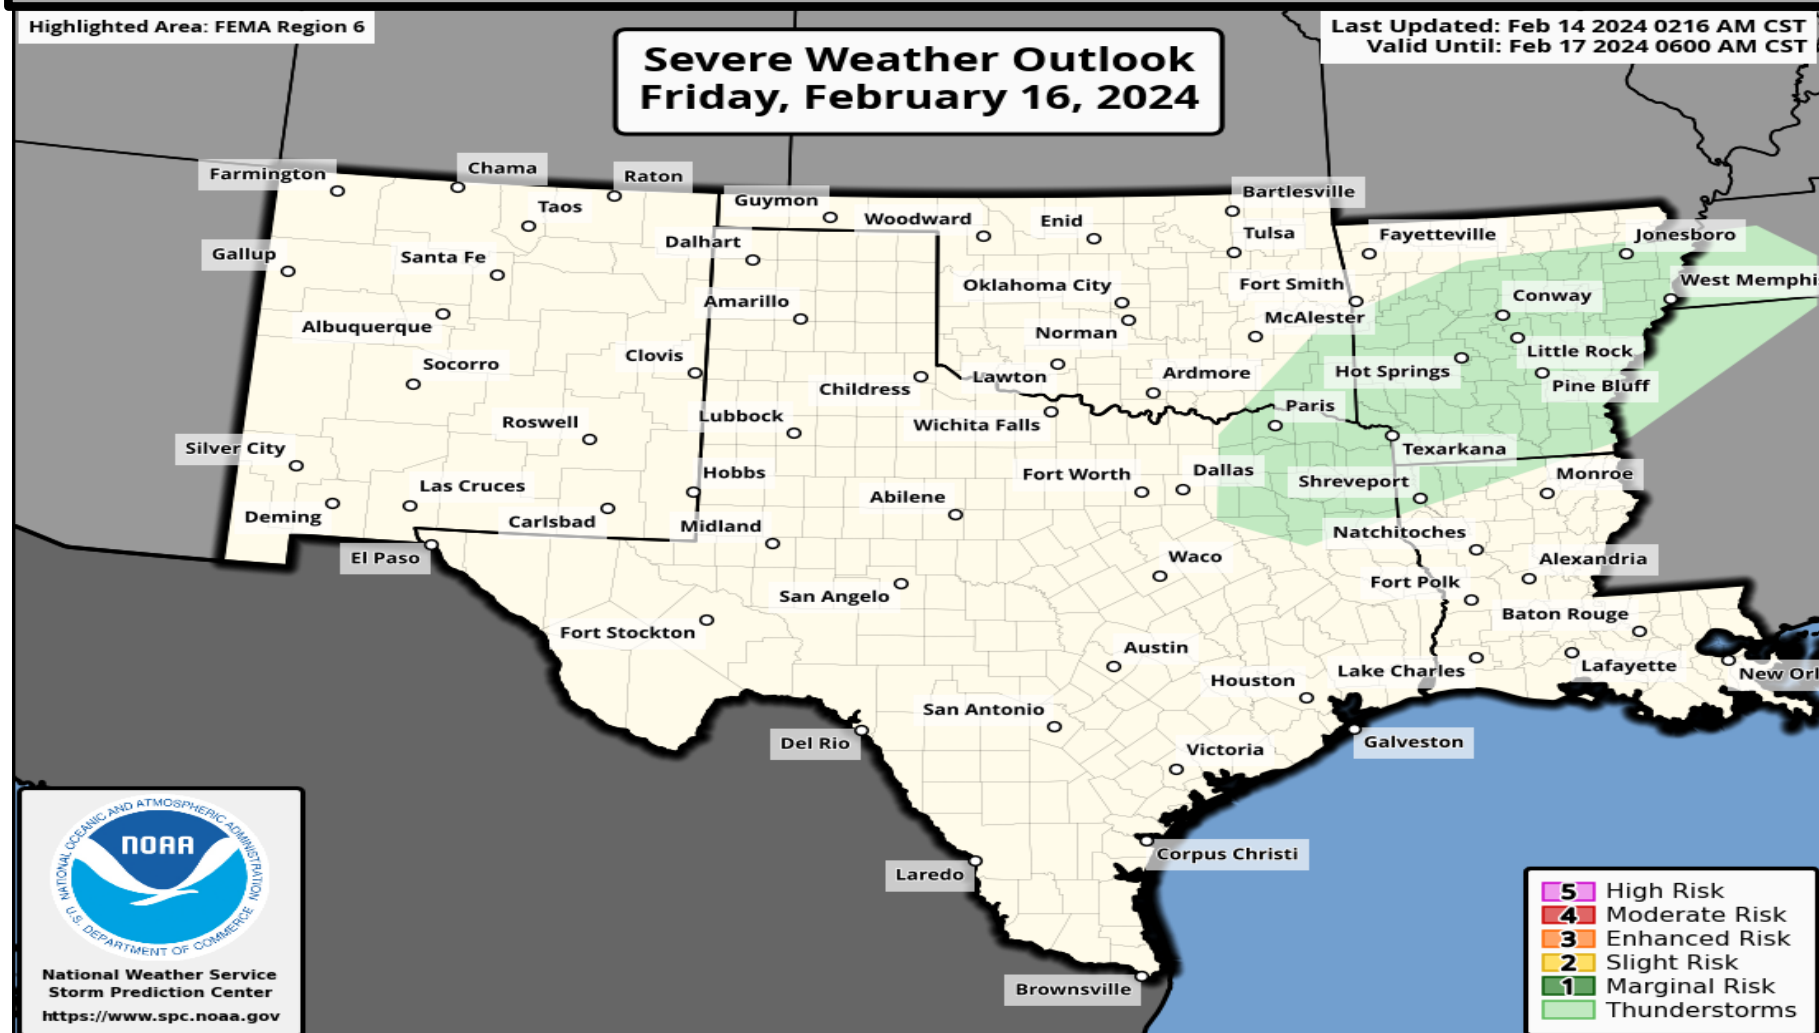 Highlighted Area: FEMA Region 6
Severe Weather Outlook
Friday, February 16, 2024
Last Updated: Feb 14 2024 0216 AM CST
Valid Until: Feb 17 2024 0600 AM CST
Farmington
Chama
Raton
Taos
Guymon
Woodward
Enid
Bartlesville
Tulsa
Fayetteville
Jonesboro
Gallup
Santa Fe
Dalhart
Oklahoma City
Fort Smith
Conway
West Memphi
Albuquerque
Amarillo
Norman
McAlester
Little Rock
Socorro
Clovis
Childress
Lawton
Ardmore
Hot Springs
Pine Bluff
Roswell
Lubbock
Wichita Falls
Paris
Silver City
Hobbs
Fort Worth
Dallas
Texarkana
Las Cruces
Abilene
Shreveport
Monroe
Deming
Carlsbad
Midland
Natchitoches
El Paso
Waco
Alexandria
San Angelo
Fort Polk
Fort Stockton
Baton Rouge
Austin
Lake Charles
Lafayette
New Orl
Houston
San Antonio
Del Rio
Victoria
Galveston
Laredo
Corpus Christi
Brownsville
NATIONAL OCEANIC AND ATMOSPHERIC ADMINISTRATION
NOAA
U.S. DEPARTMENT OF COMMERCE
National Weather Service
Storm Prediction Center
https://www.spc.noaa.gov
5 High Risk
4 Moderate Risk
3 Enhanced Risk
2 Slight Risk
1 Marginal Risk
Thunderstorms